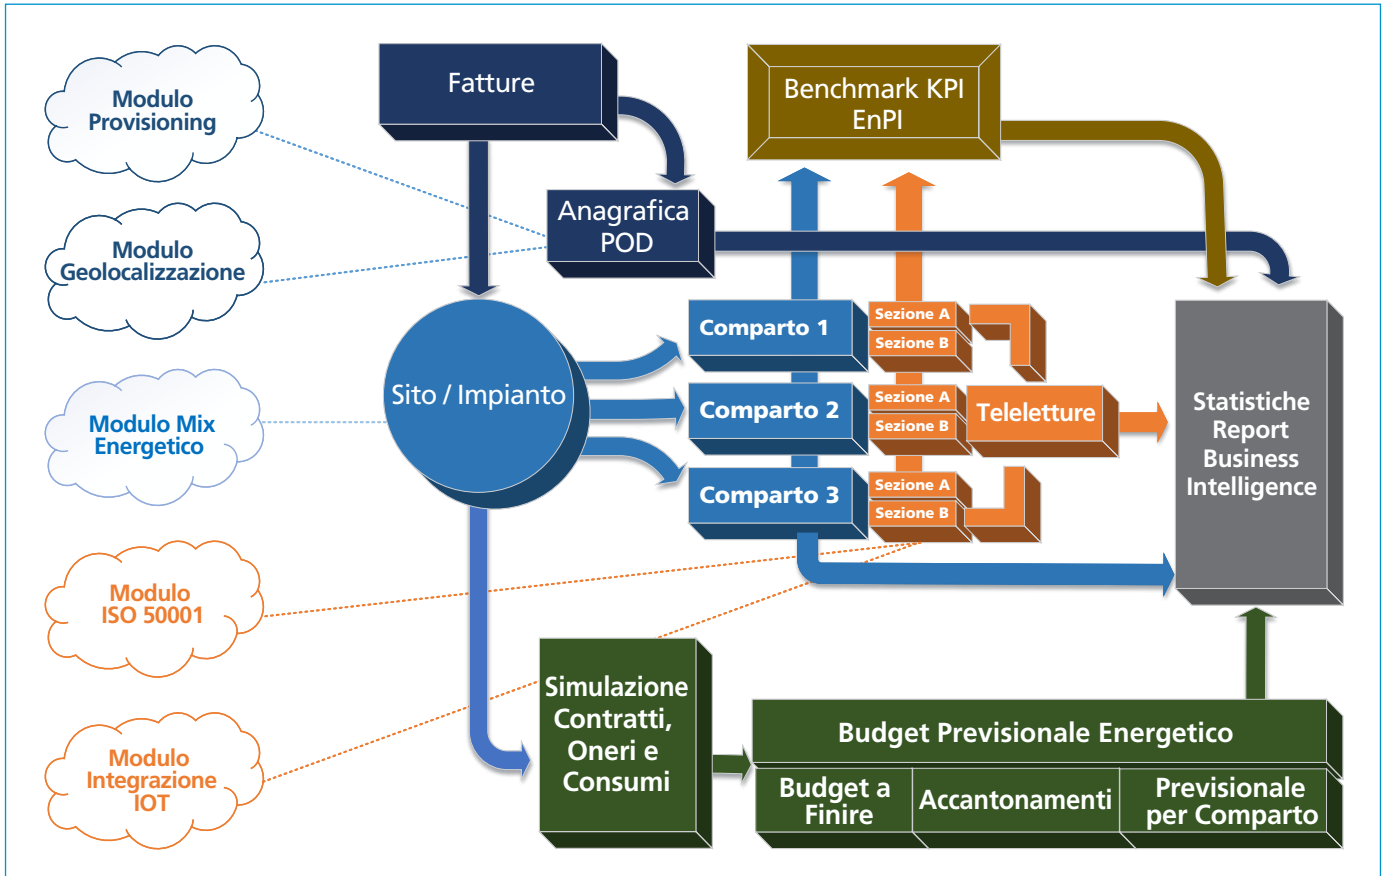 Modulo
Provisioning
Modulo
Geolocalizzazione
Modulo Mix
Energetico
Modulo
ISO 50001
Modulo
Integrazione
IOT
Fatture
Anagrafica
POD
Benchmark KPI
EnPI
Sito / Impianto
Comparto 1
Sezione A
Sezione B
Comparto 2
Sezione A
Sezione B
Comparto 3
Sezione A
Sezione B
Teleletture
Statistiche
Report
Business
Intelligence
Simulazione
Contratti,
Oneri e
Consumi
Budget Previsionale Energetico
Budget a
Finire
Accantonamenti
Previsionale
per Comparto